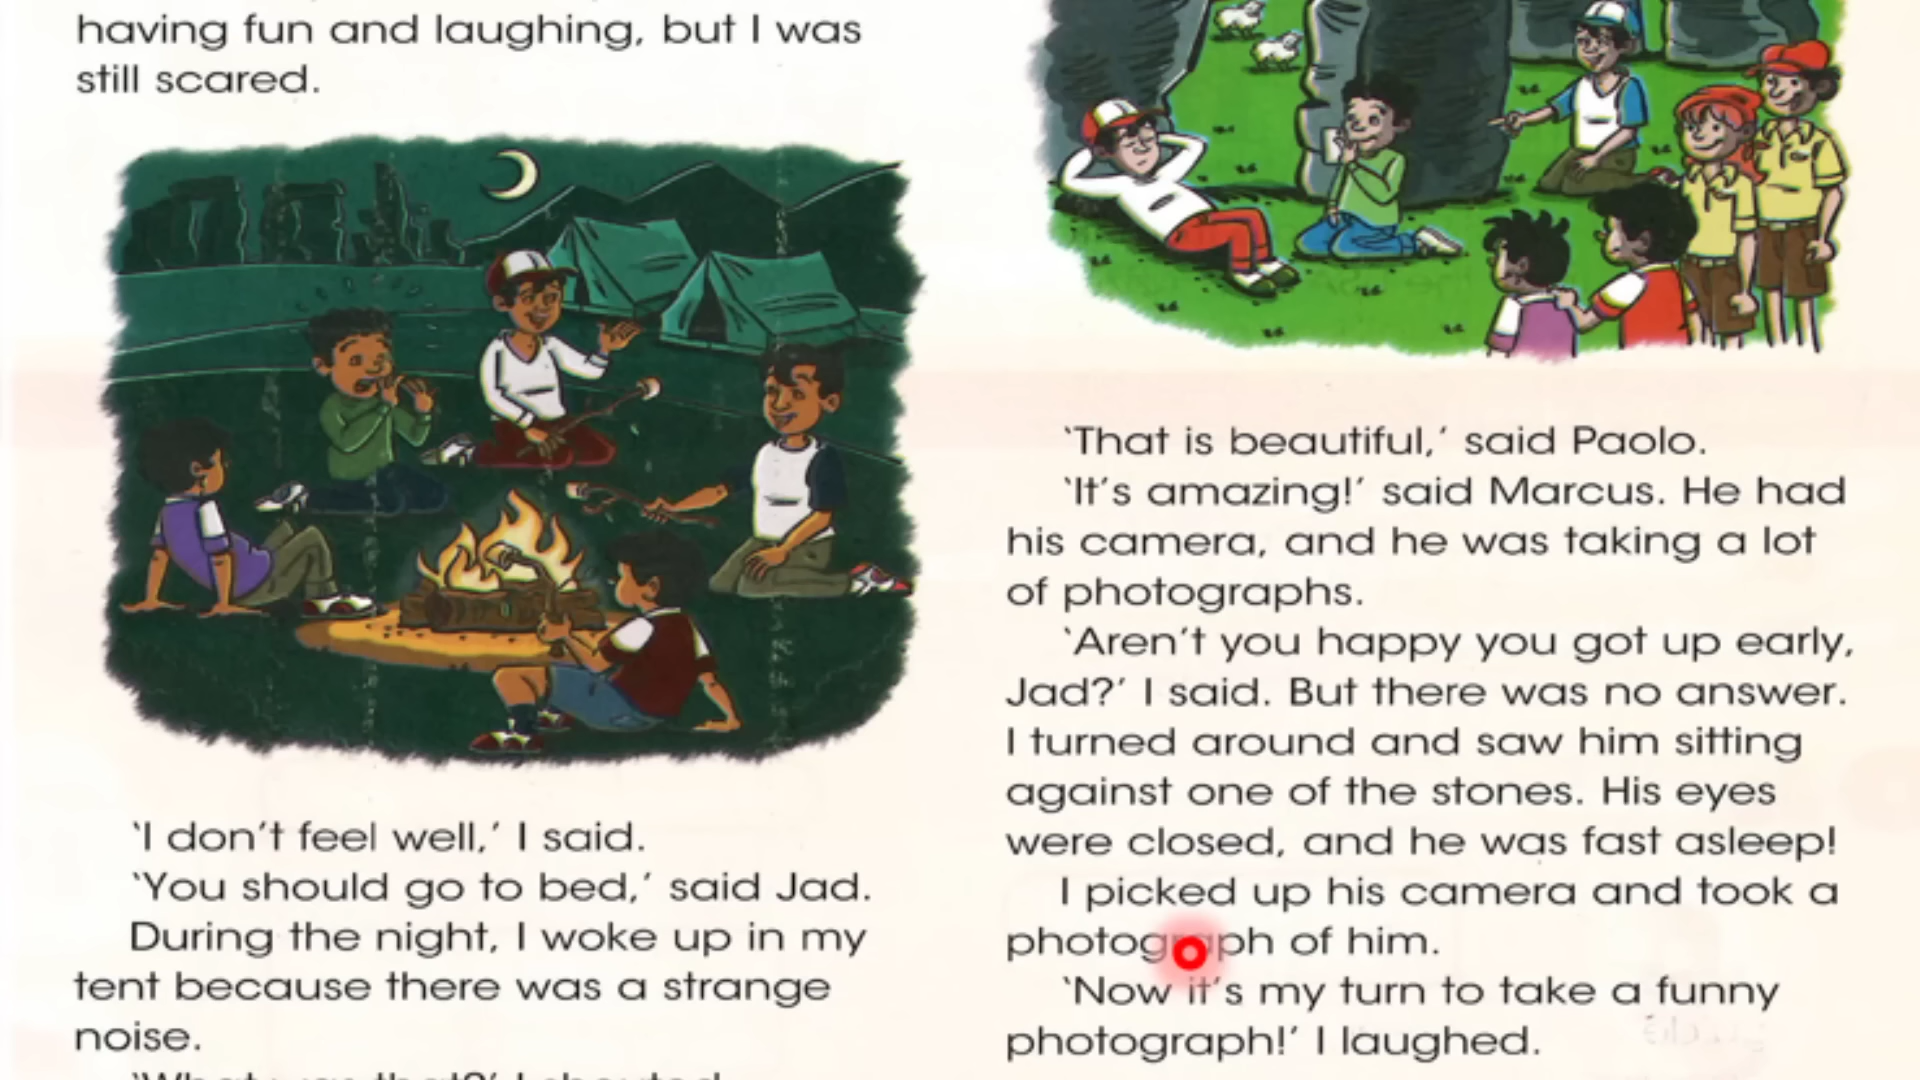 having fun and laughing, but I was
still scared.
'I don't feel well,' I said.
'You should go to bed,' said Jad.
During the night, I woke up in my
tent because there was a strange
noise.
'That is beautiful,' said Paolo.
'It's amazing!' said Marcus. He had
his camera, and he was taking a lot
of photographs.
'Aren't you happy you got up early,
Jad?' I said. But there was no answer.
I turned around and saw him sitting
against one of the stones. His eyes
were closed, and he was fast asleep!
I picked up his camera and took a
photograph of him.
'Now it's my turn to take a funny
photograph!' I laughed.